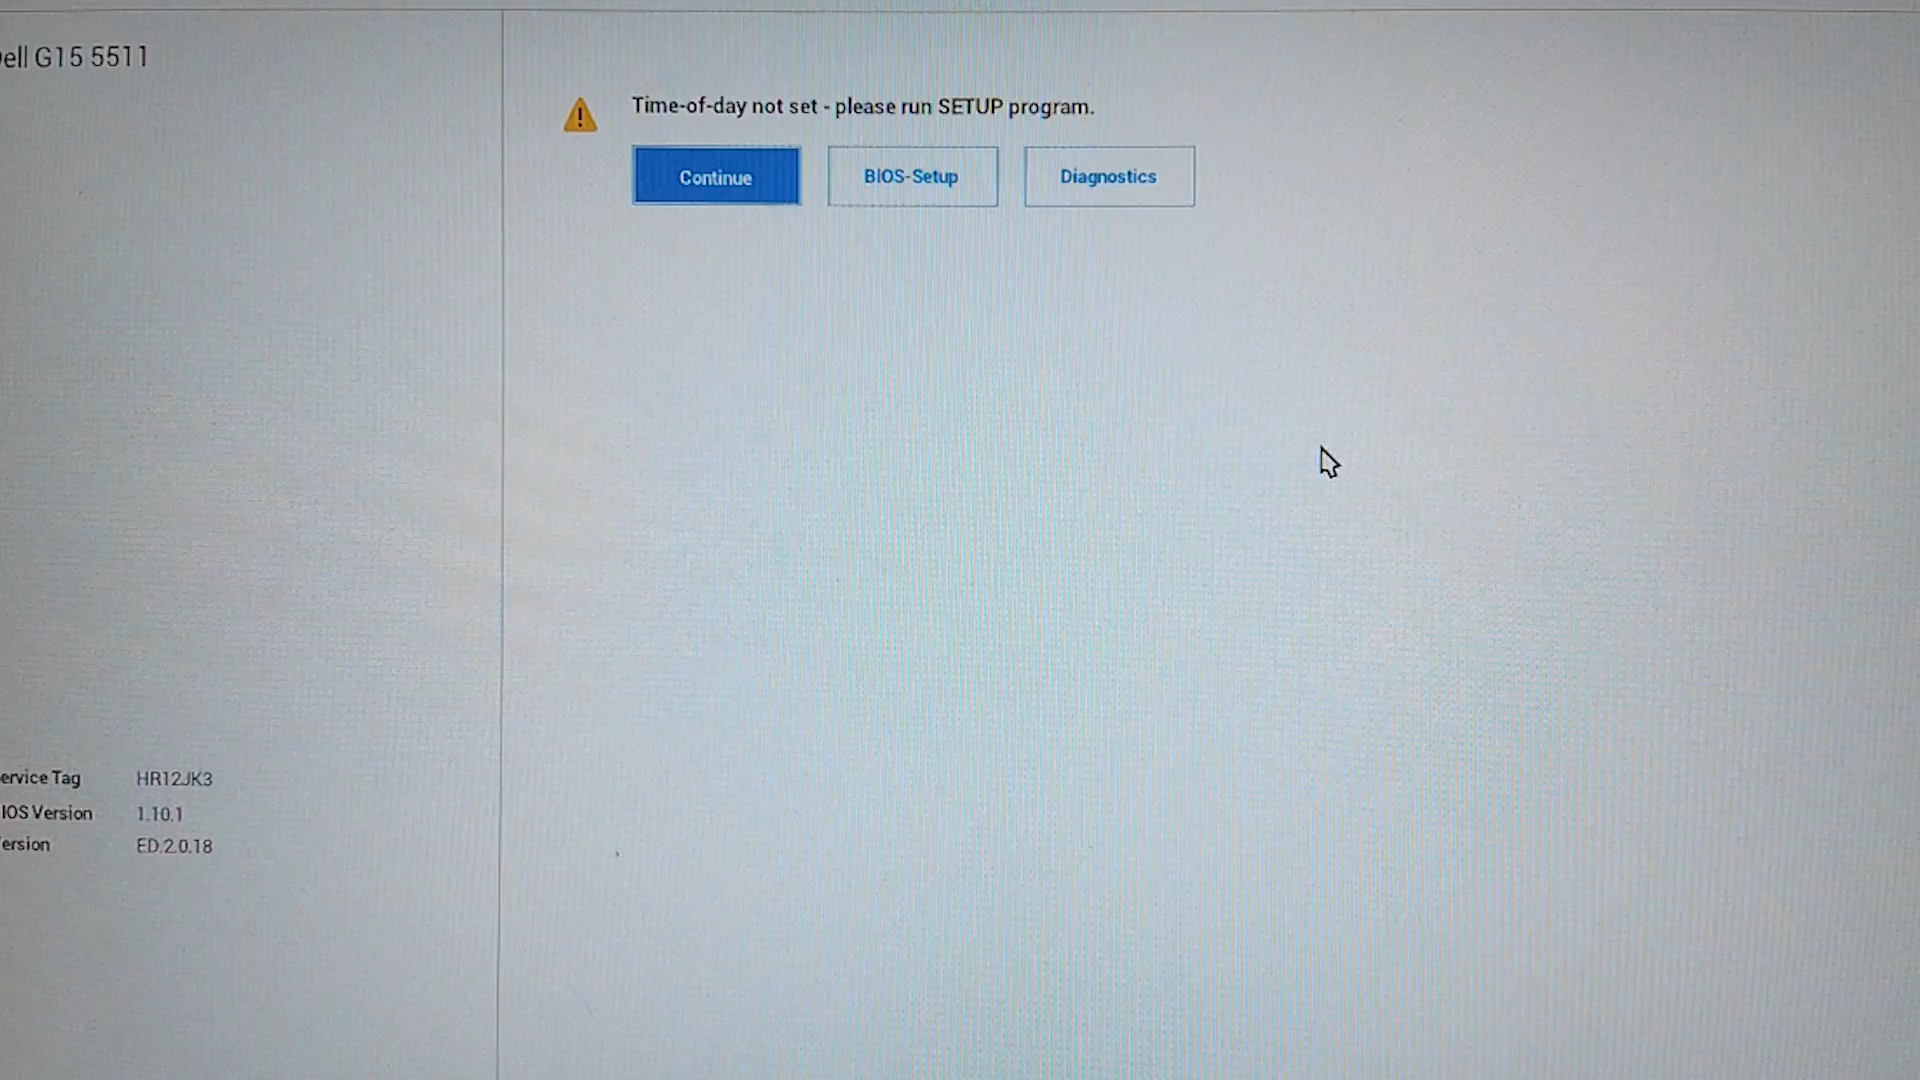 ell G15 5511
Time-of-day not set - please run SETUP program.
Continue
BIOS-Setup
Diagnostics
ervice Tag HR12JK3
IOS Version 1.10.1
ersion ED.2.0.18